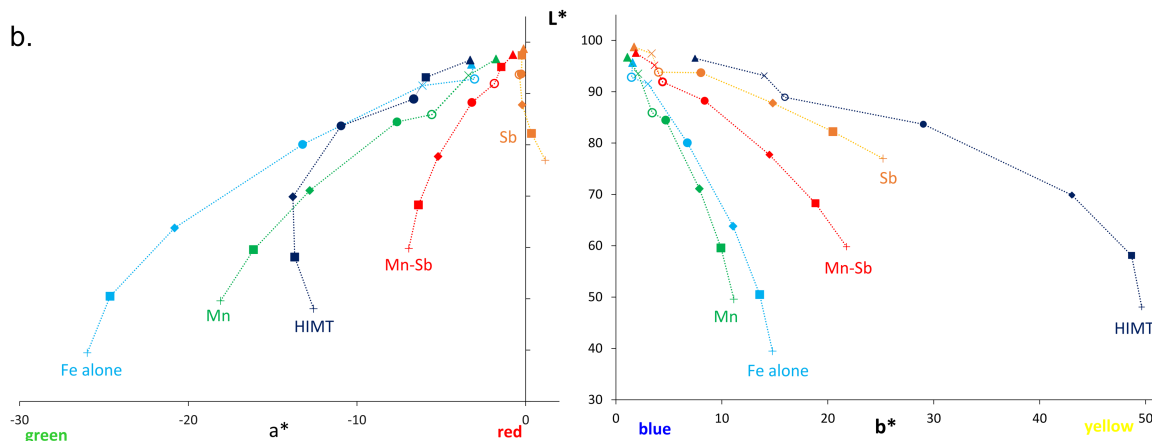 b.
L*
100
90
80
70
60
50
40
30
Sb
Mn-Sb
Mn
HIMT
Fe alone
-30
-20
-10
0
green
a*
red
Sb
Mn-Sb
Mn
HIMT
Fe alone
0
10
20
30
40
50
blue
b*
yellow